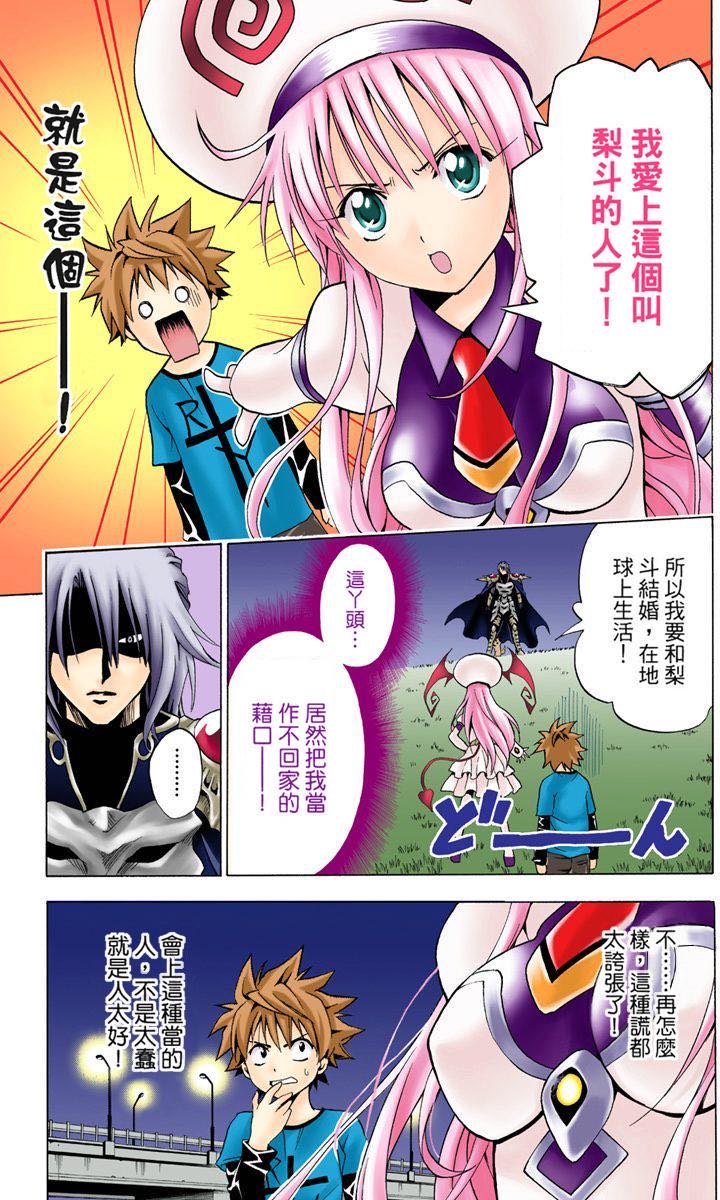 我愛上這個叫
梨斗的人了！
就是這個——！
RY
所以我要和梨
斗結婚，在地
球上生活！
這丫頭…
居然把我當
作不回家的
藉口——！
どーーん
………
不……再怎麼
樣，這種謊都
太誇張了！
會上這種當的
人，不是太蠢
就是人太好！